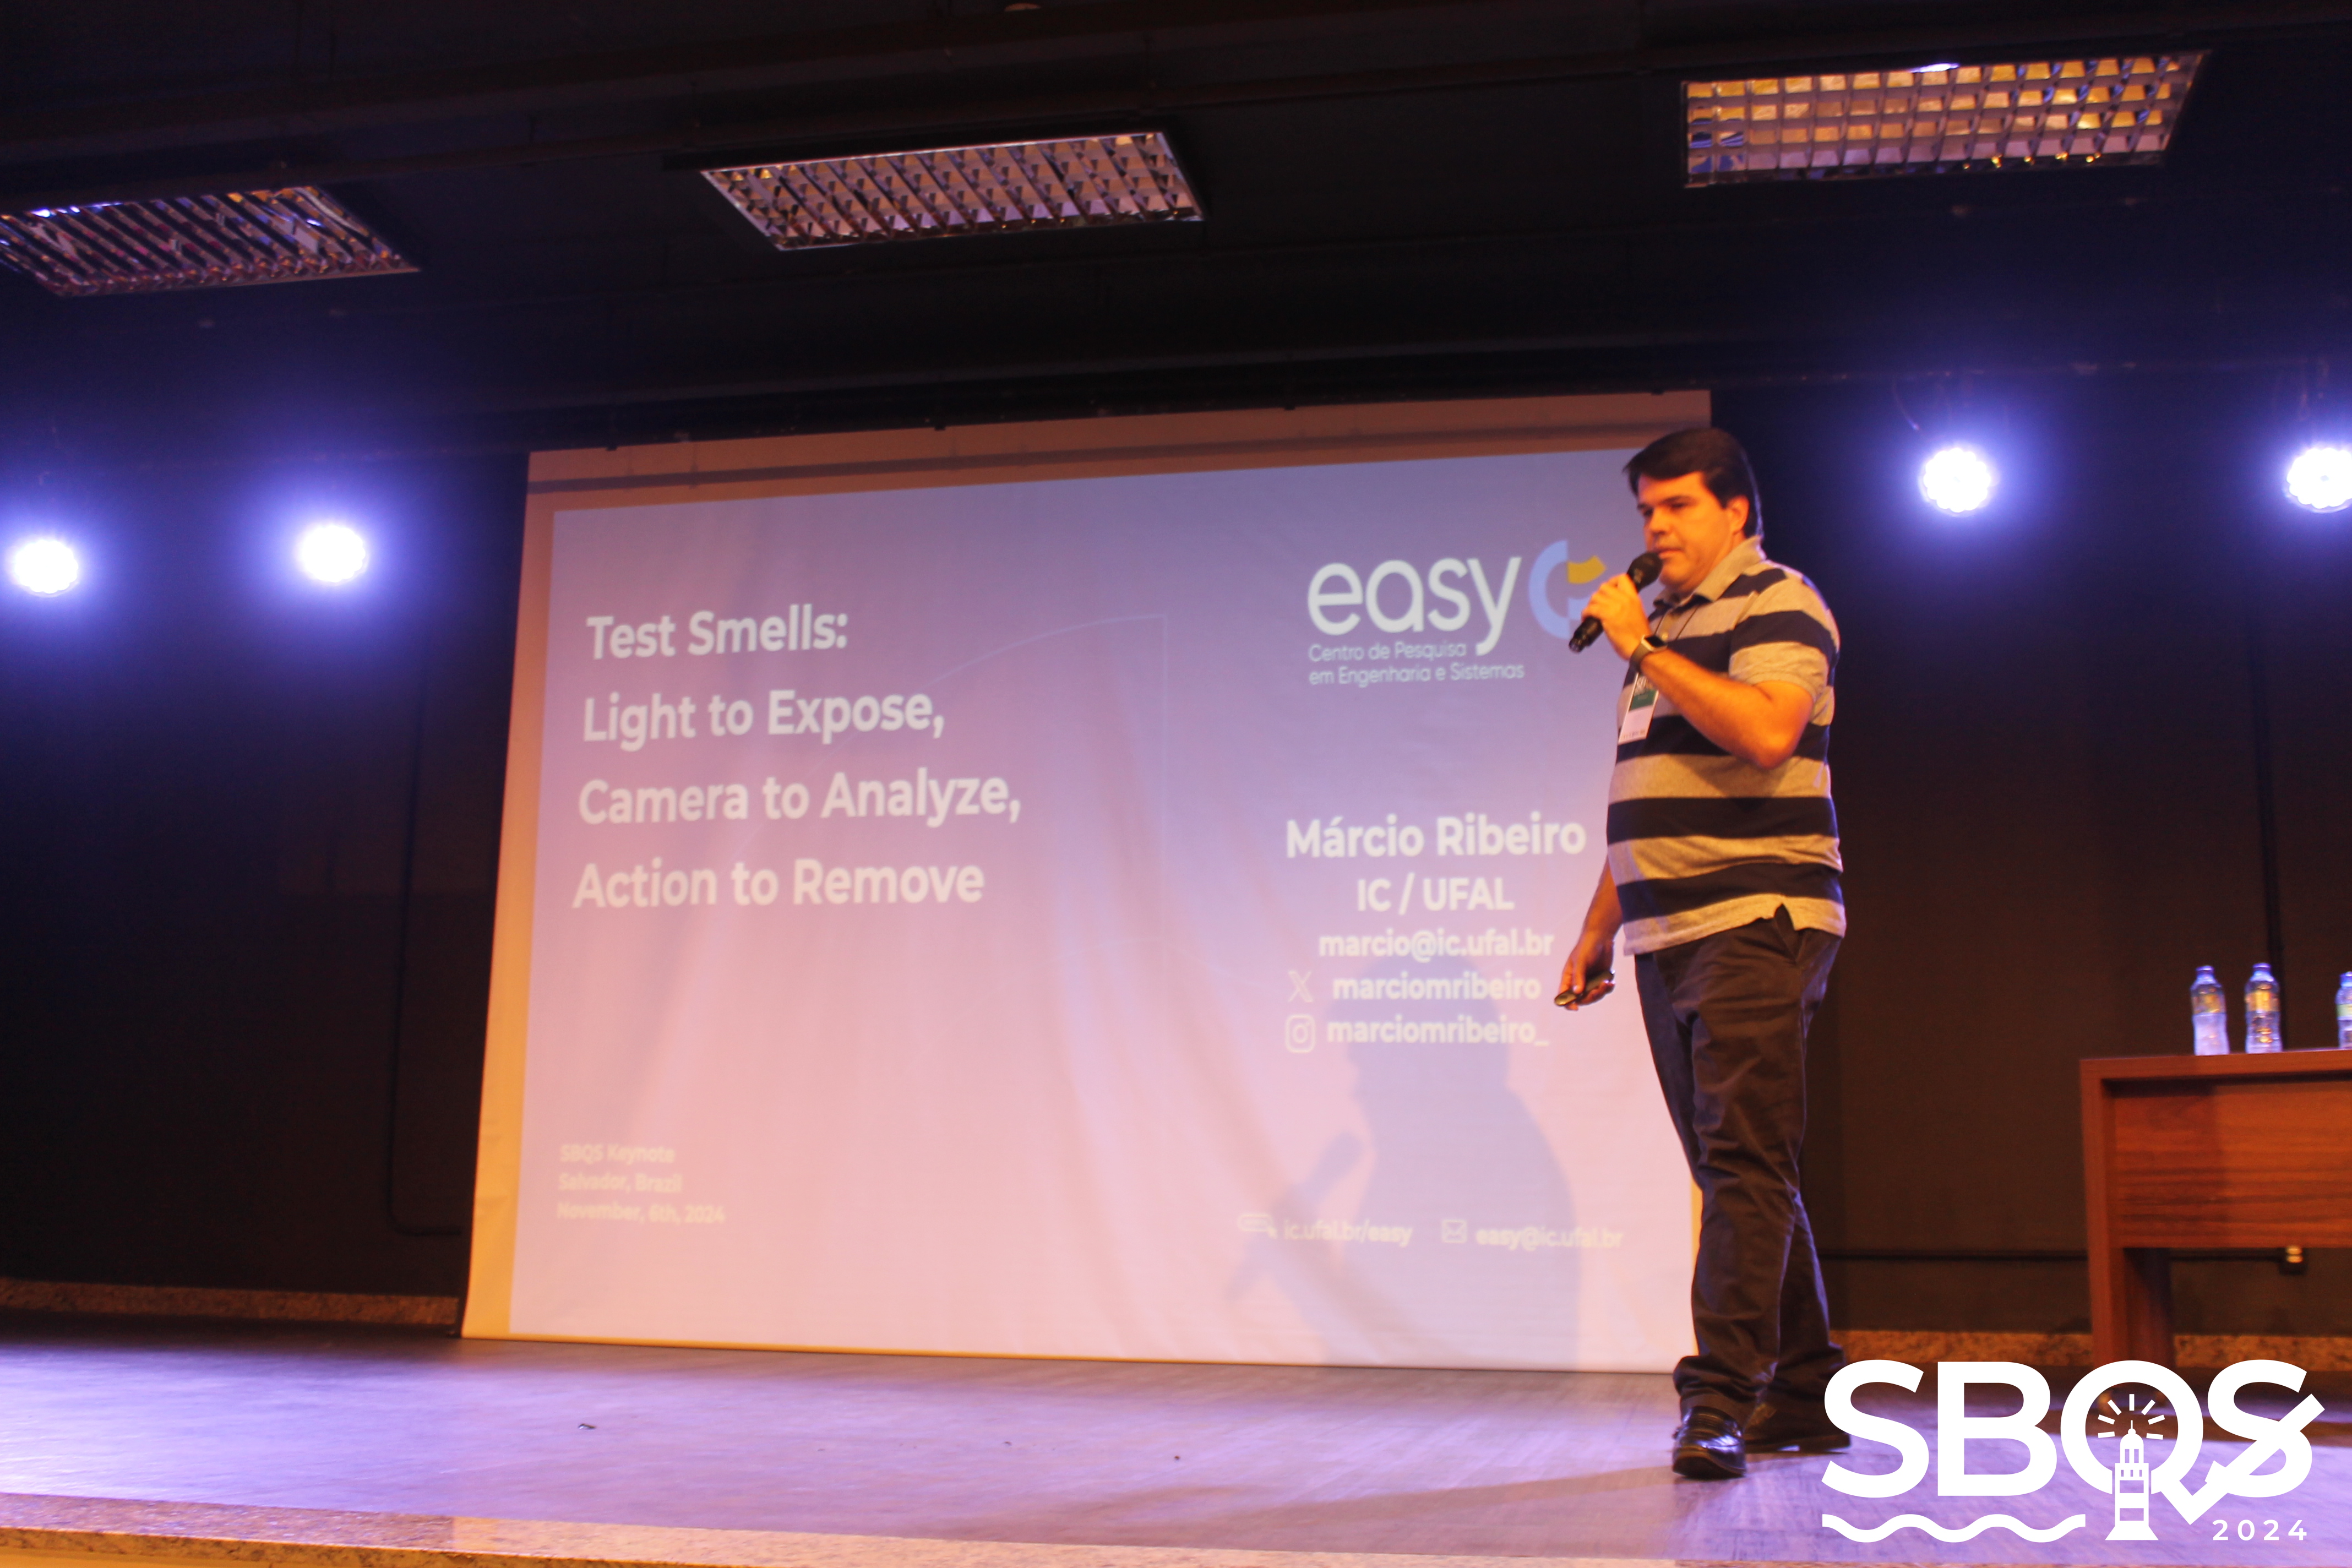 Test Smells:
Light to Expose,
Camera to Analyze,
Action to Remove
SBQS Keynote
Salvador, Brazil
November, 6th, 2024
easy
Centro de Pesquisa
em Engenharia e Sistemas
Márcio Ribeiro
IC / UFAL
marcio@ic.ufal.br
marciomribeiro
marciomribeiro_
ic.ufal.br/easy easy@ic.ufal.br
SBQS
2024